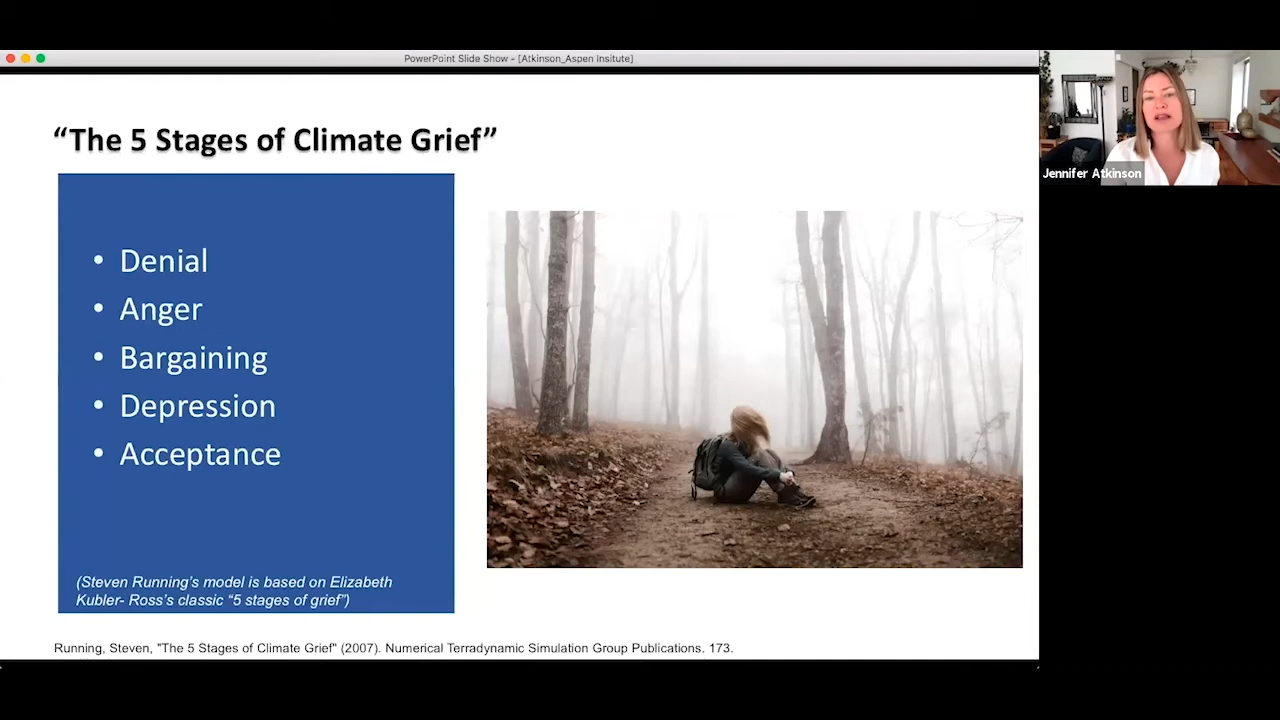 PowerPoint Slide Show - [Atkinson_Aspen Insitute]
“The 5 Stages of Climate Grief”
• Denial
• Anger
• Bargaining
• Depression
• Acceptance
(Steven Running’s model is based on Elizabeth
Kubler- Ross’s classic “5 stages of grief”)
Running, Steven, "The 5 Stages of Climate Grief" (2007). Numerical Terradynamic Simulation Group Publications. 173.
Jennifer Atkinson